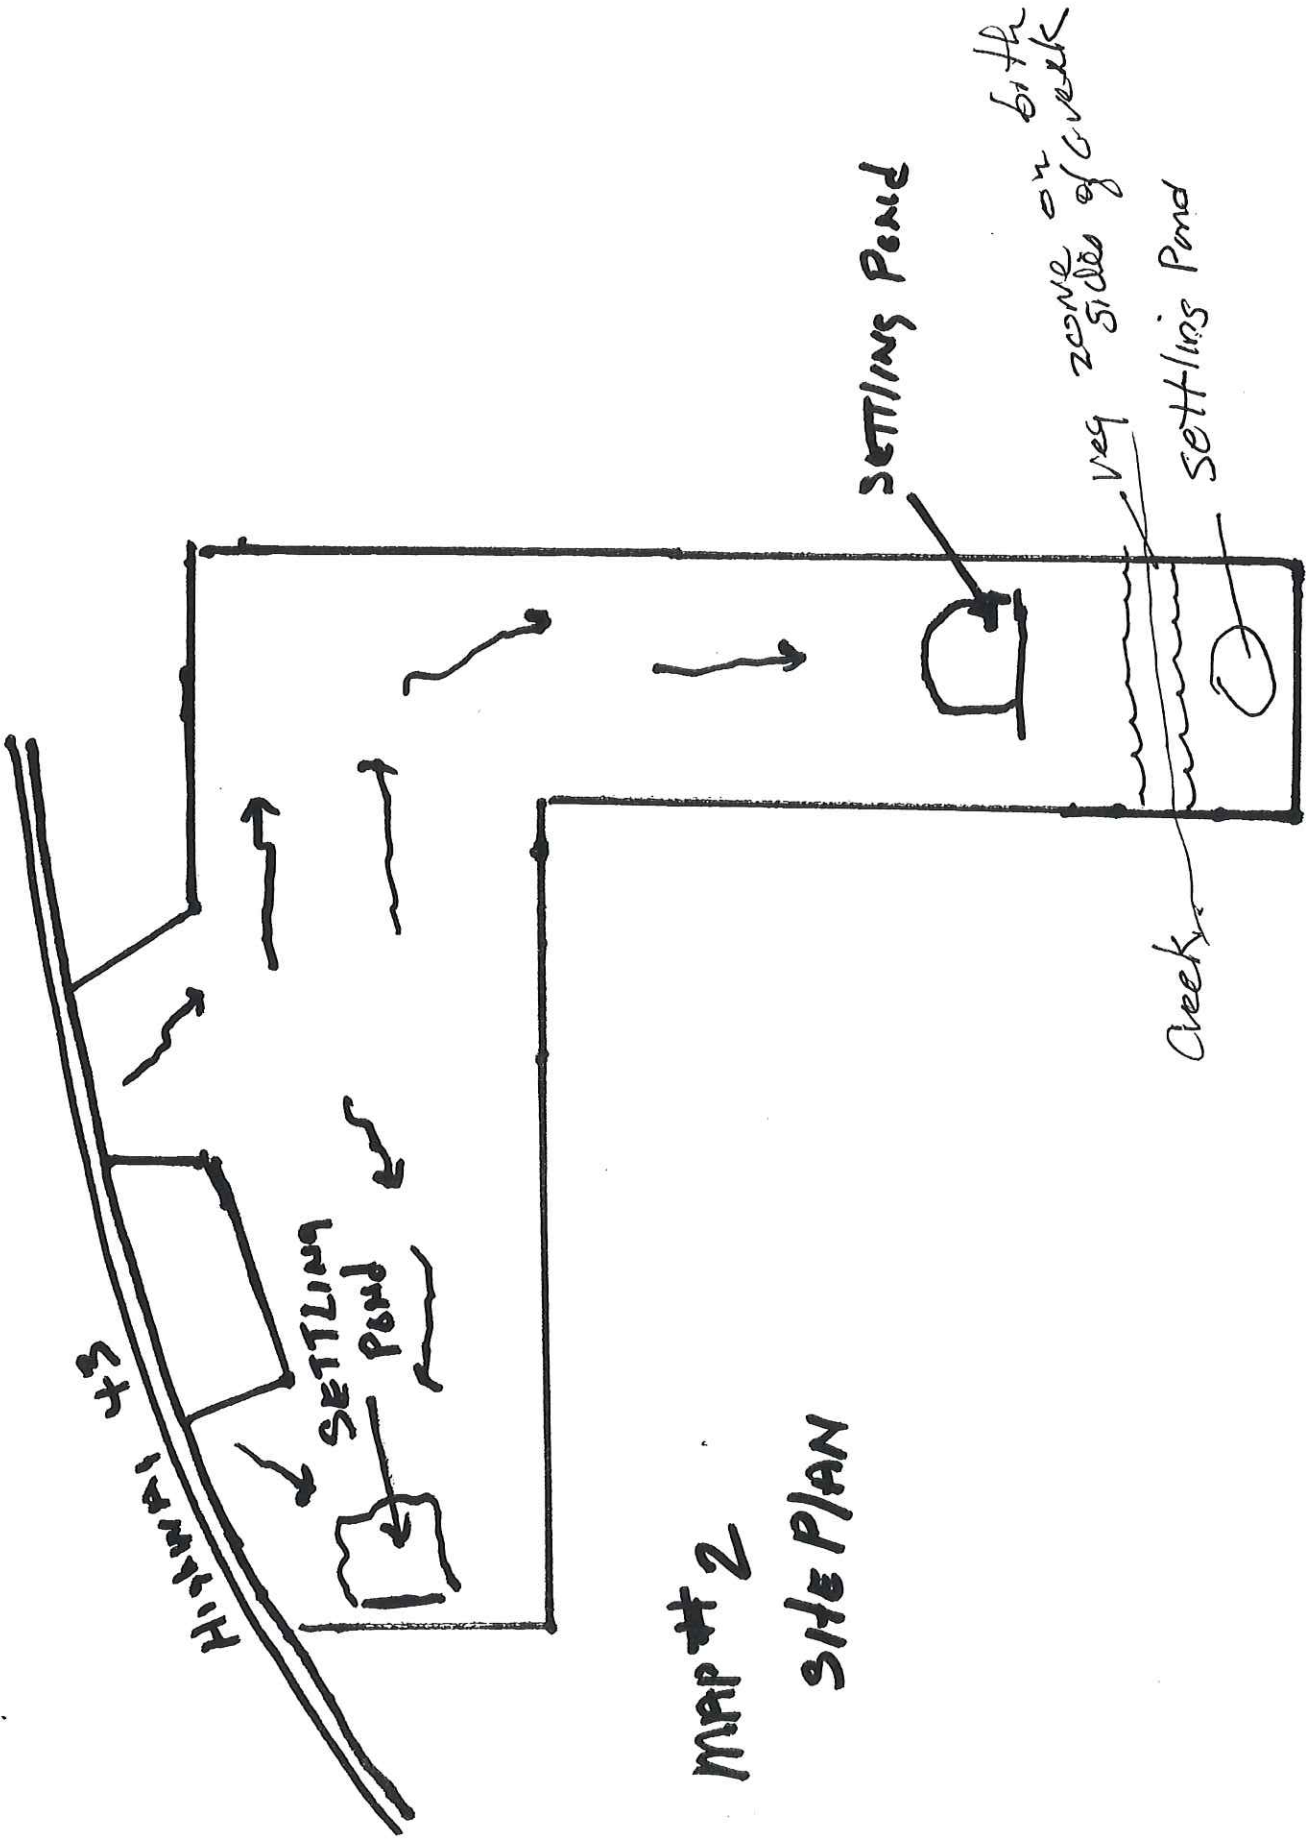 HIGHWAY 43
SETTLING
POND
MAP # 2
SITE PLAN
SETTLING POND
veg zone on both
sides of Creek
settling Pond
Creek